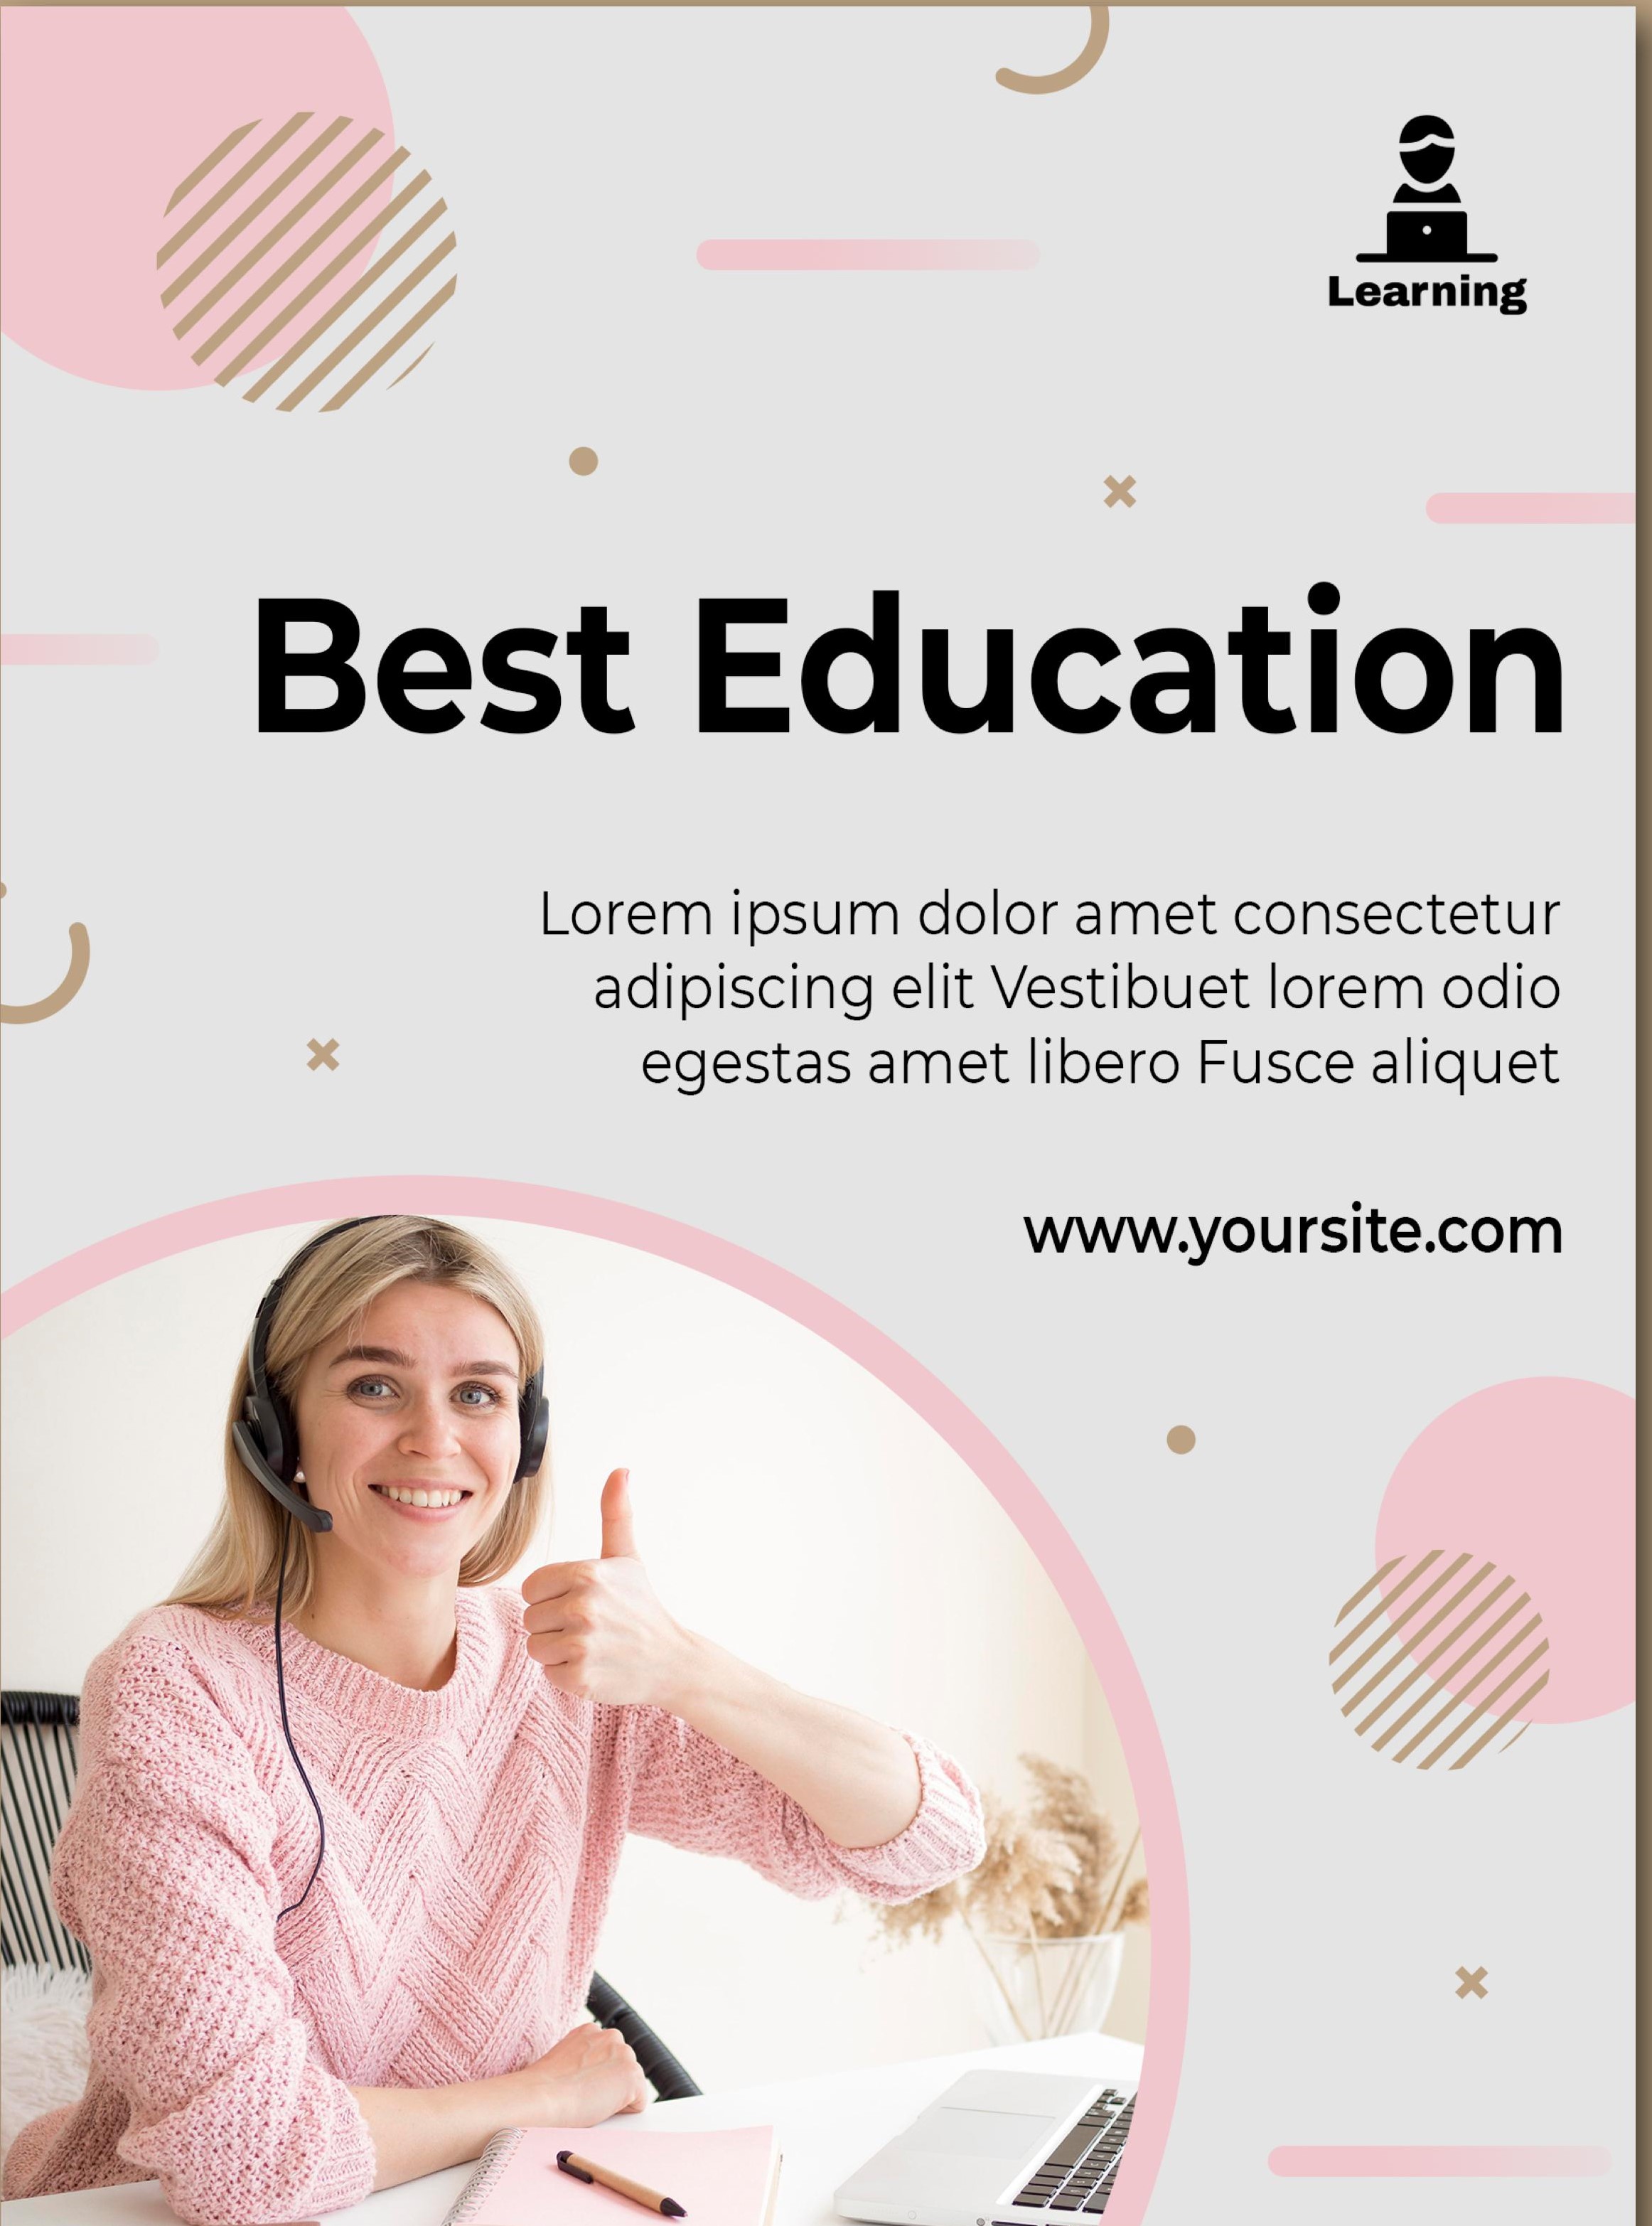 Learning
Best Education
Lorem ipsum dolor amet consectetur
adipiscing elit Vestibuet lorem odio
egestas amet libero Fusce aliquet
www.yoursite.com